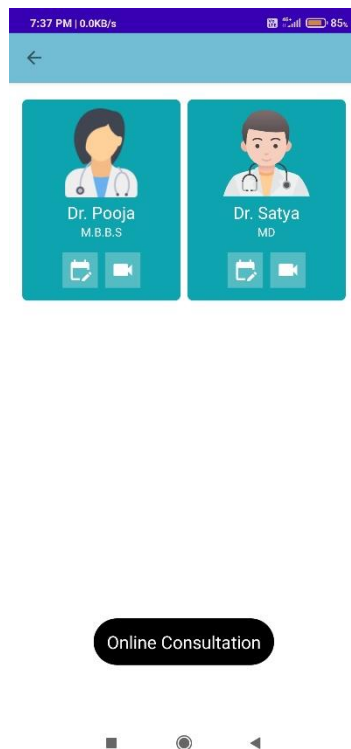 7:37 PM | 0.0KB/s
85%
Dr. Pooja
M.B.B.S
Dr. Satya
MD
Online Consultation